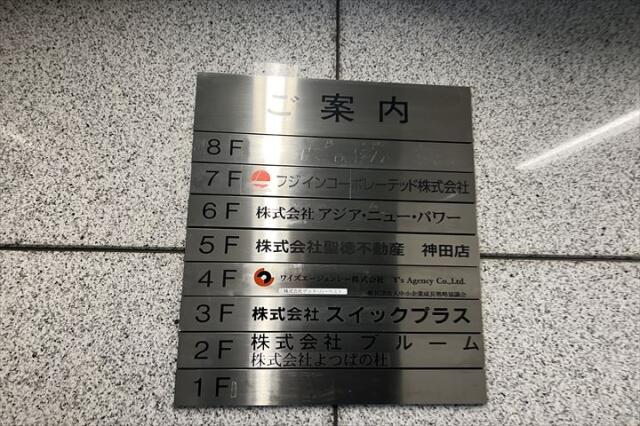 ご案内
8F
7F フジインコーポレーテッド株式会社
6F 株式会社 アジア・ニュー・パワー
5F 株式会社聖徳不動産 神田店
4F ワイズエージェンシー株式会社 Y's Agency Co.,Ltd.
3F 株式会社 スイックプラス
2F 株式会社 ブルーム
株式会社よつばの杜
1F